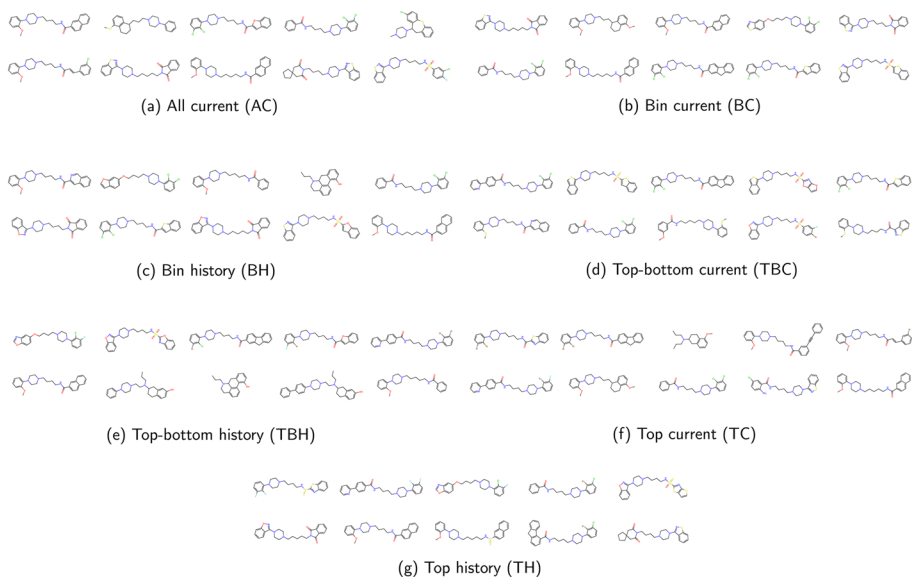 (a) All current (AC)
(b) Bin current (BC)
(c) Bin history (BH)
(d) Top-bottom current (TBC)
(e) Top-bottom history (TBH)
(f) Top current (TC)
(g) Top history (TH)